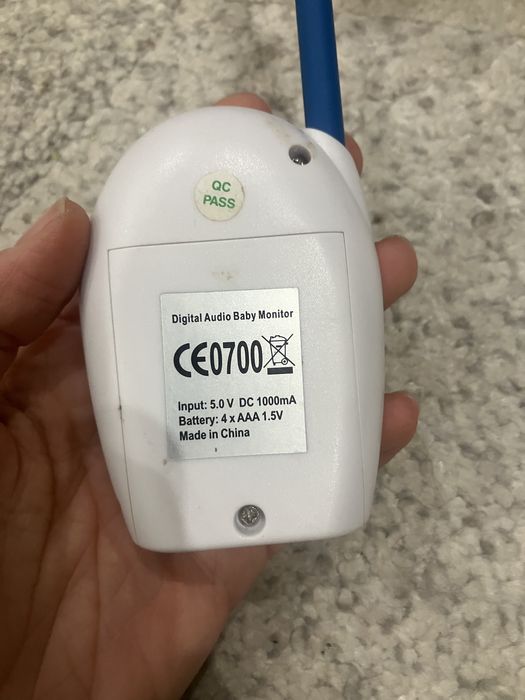 QC
PASS
Digital Audio Baby Monitor
CE0700
Input: 5.0 V DC 1000mA
Battery: 4 x AAA 1.5V
Made in China